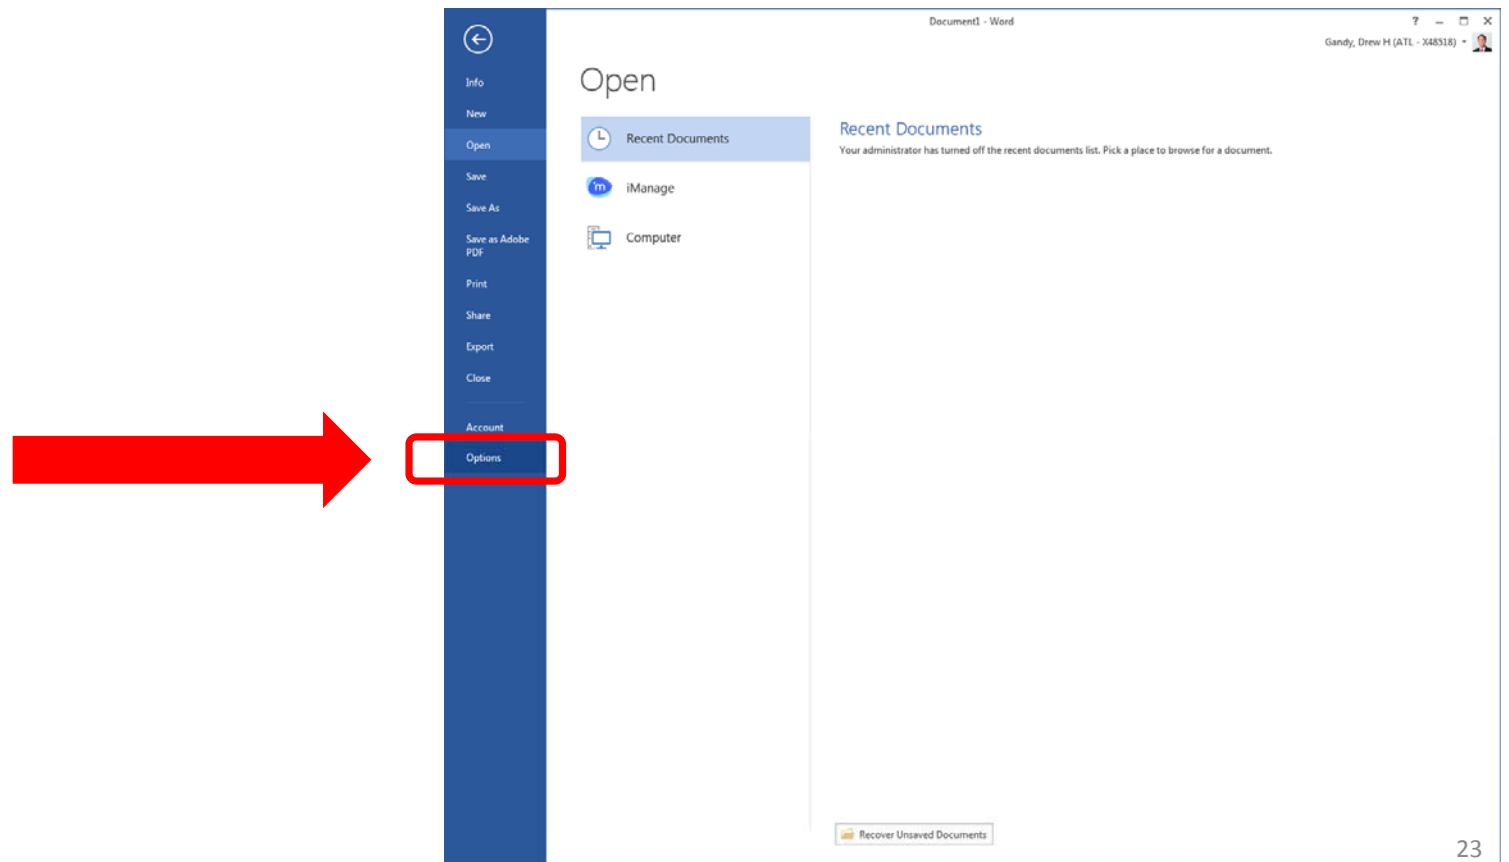 Document1 - Word
?
Gandy, Drew H (ATL - X48518)
Info
New
Open
Save
Save As
Save as Adobe
PDF
Print
Share
Export
Close
Account
Options
Open
Recent Documents
iManage
Computer
Recent Documents
Your administrator has turned off the recent documents list. Pick a place to browse for a document.
Recover Unsaved Documents
23